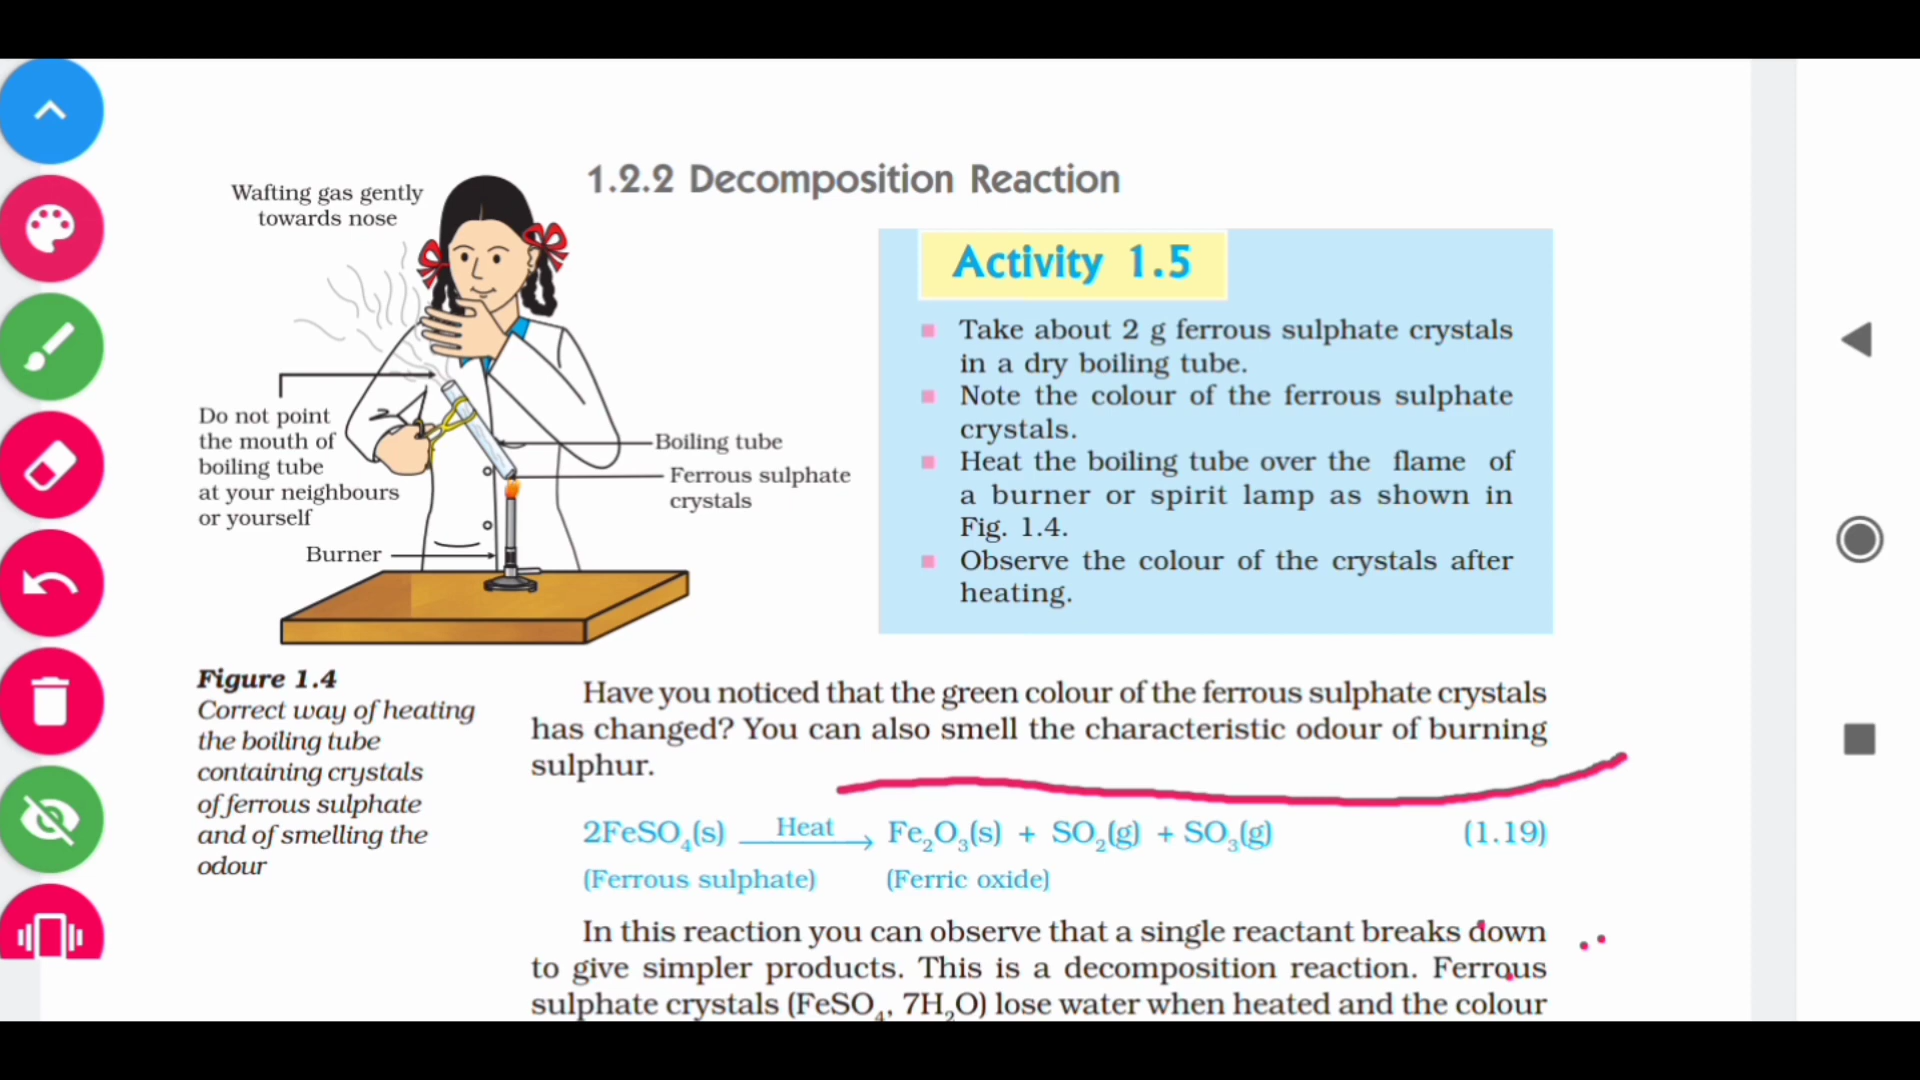 1.2.2 Decomposition Reaction
Wafting gas gently
towards nose
Do not point
the mouth of
boiling tube
at your neighbours
or yourself
Boiling tube
Ferrous sulphate
crystals
Burner
Activity 1.5
Take about 2 g ferrous sulphate crystals
in a dry boiling tube.
Note the colour of the ferrous sulphate
crystals.
Heat the boiling tube over the flame of
a burner or spirit lamp as shown in
Fig. 1.4.
Observe the colour of the crystals after
heating.
Figure 1.4
Correct way of heating
the boiling tube
containing crystals
of ferrous sulphate
and of smelling the
odour
Have you noticed that the green colour of the ferrous sulphate crystals
has changed? You can also smell the characteristic odour of burning
sulphur.
2FeSO₄(s) Heat → Fe₂O₃(s) + SO₂(g) + SO₃(g) (1.19)
(Ferrous sulphate) (Ferric oxide)
In this reaction you can observe that a single reactant breaks down
to give simpler products. This is a decomposition reaction. Ferrous
sulphate crystals (FeSO₄, 7H₂O) lose water when heated and the colour